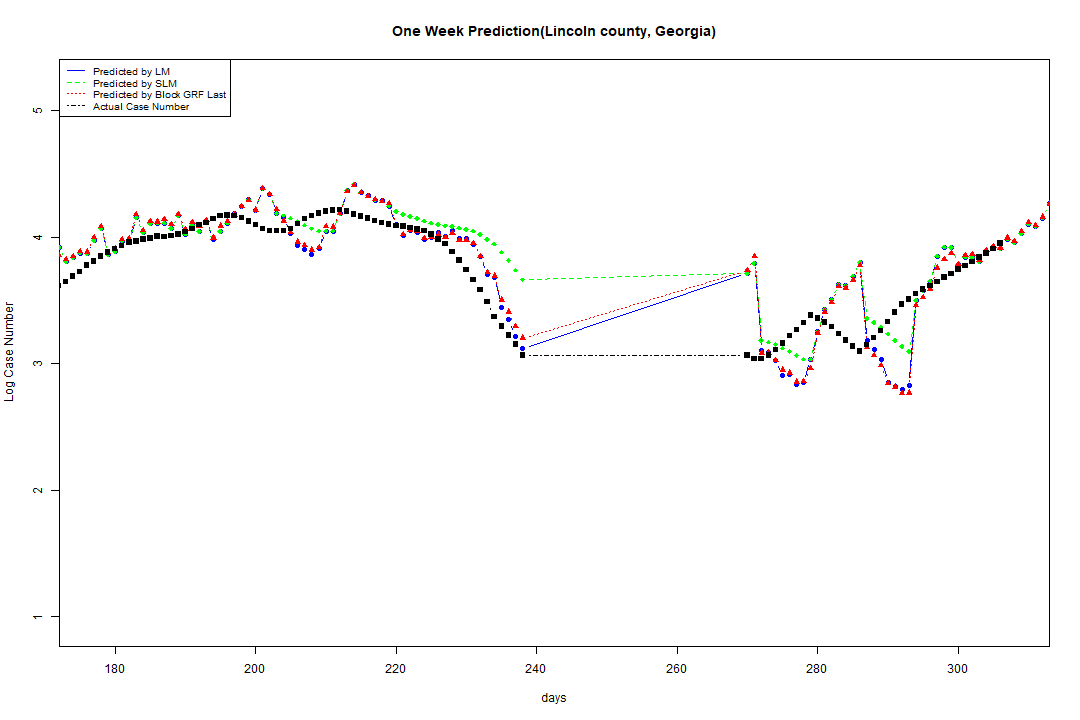 One Week Prediction(Lincoln county, Georgia)
Predicted by LM
Predicted by SLM
Predicted by Block GRF Last
Actual Case Number
Log Case Number
5
4
3
2
1
180 200 220 240 260 280 300
days